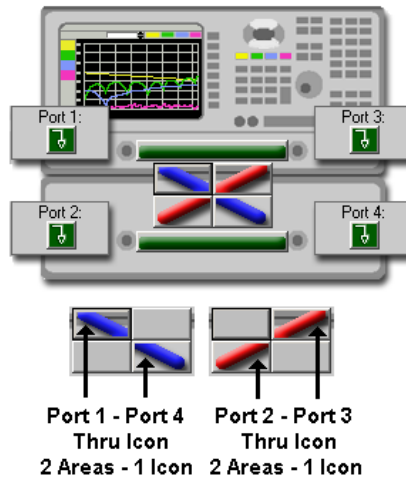 Port 1:
Port 3:
Port 2:
Port 4:
Port 1 - Port 4
Thru Icon
2 Areas - 1 Icon
Port 2 - Port 3
Thru Icon
2 Areas - 1 Icon